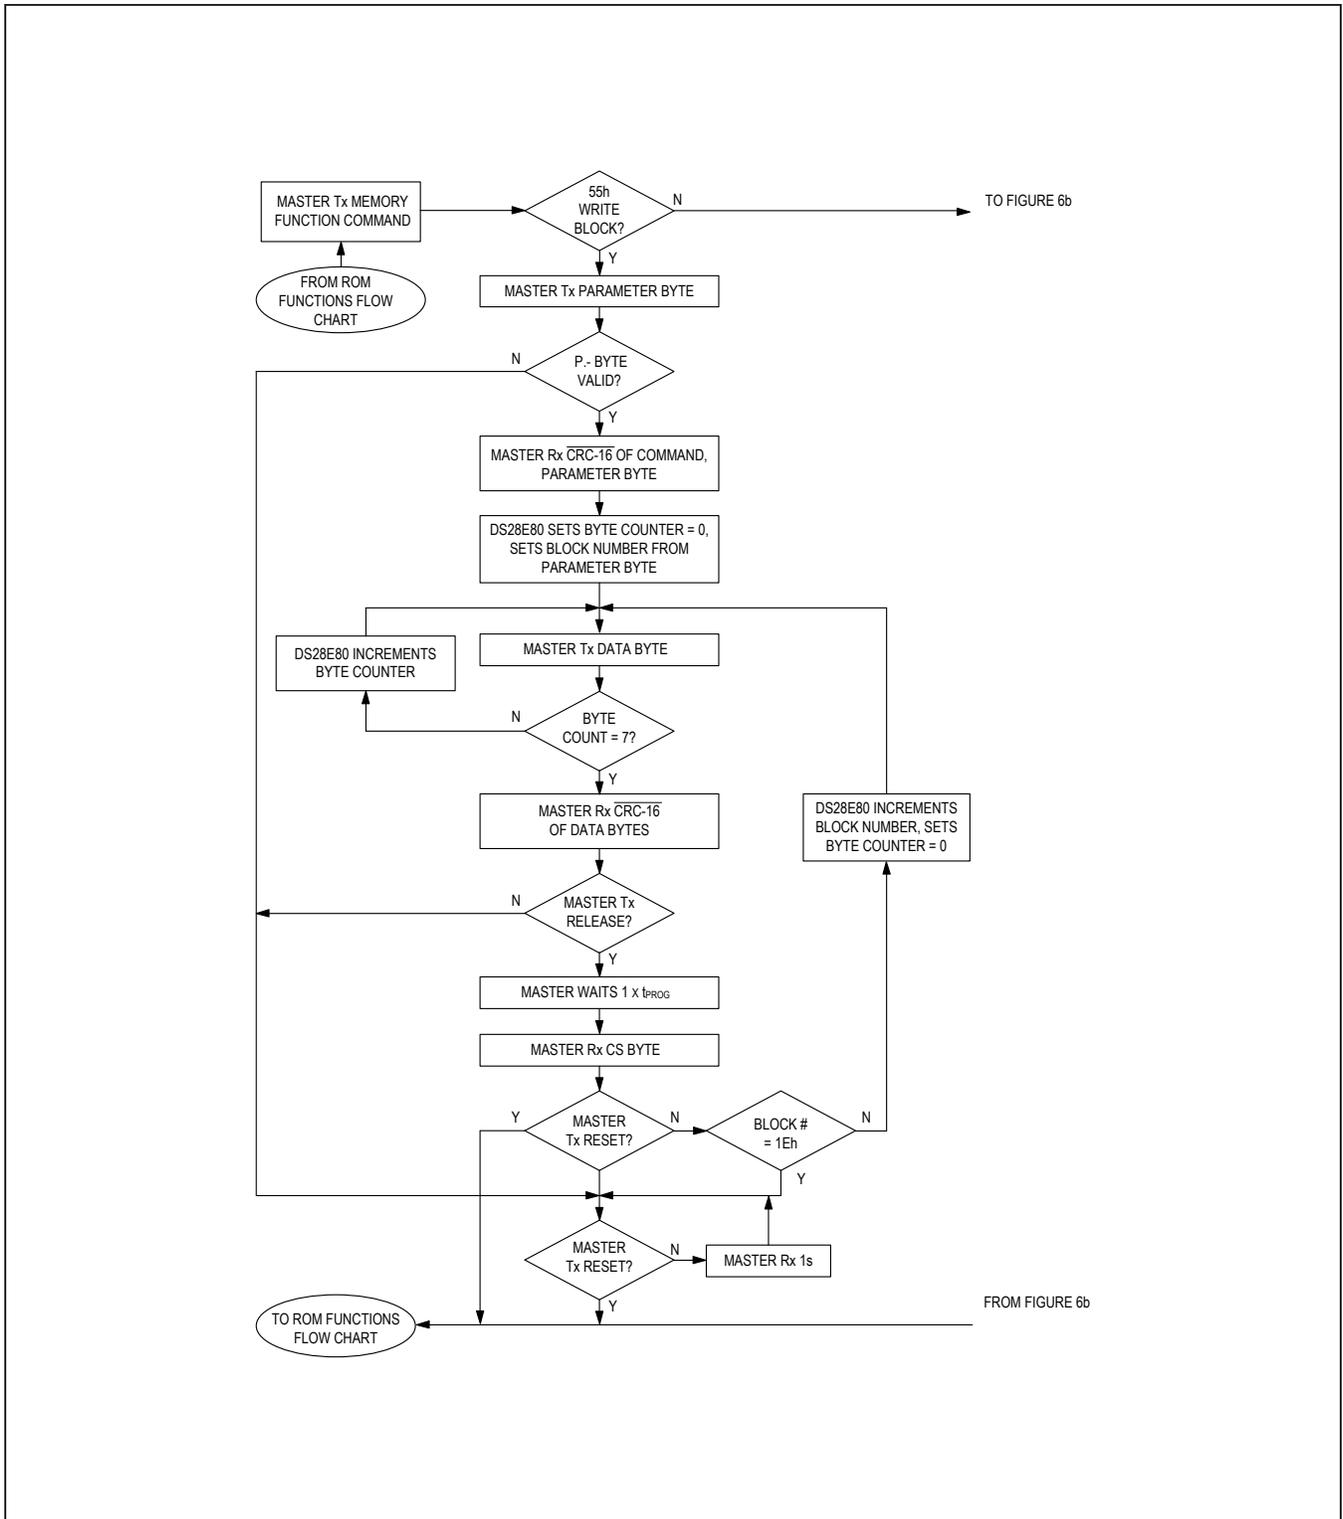 MASTER Tx MEMORY
FUNCTION COMMAND
55h
WRITE
BLOCK?
N
TO FIGURE 6b
Y
FROM ROM
FUNCTIONS FLOW
CHART
MASTER Tx PARAMETER BYTE
N
P.- BYTE
VALID?
Y
MASTER Rx CRC-16 OF COMMAND,
PARAMETER BYTE
DS28E80 SETS BYTE COUNTER = 0,
SETS BLOCK NUMBER FROM
PARAMETER BYTE
DS28E80 INCREMENTS
BYTE COUNTER
MASTER Tx DATA BYTE
N
BYTE
COUNT = 7?
Y
MASTER Rx CRC-16
OF DATA BYTES
DS28E80 INCREMENTS
BLOCK NUMBER, SETS
BYTE COUNTER = 0
N
MASTER Tx
RELEASE?
Y
MASTER WAITS 1 x tPROG
MASTER Rx CS BYTE
Y
MASTER
Tx RESET?
N
BLOCK #
= 1Eh
N
Y
MASTER
Tx RESET?
N
MASTER Rx 1s
Y
FROM FIGURE 6b
TO ROM FUNCTIONS
FLOW CHART